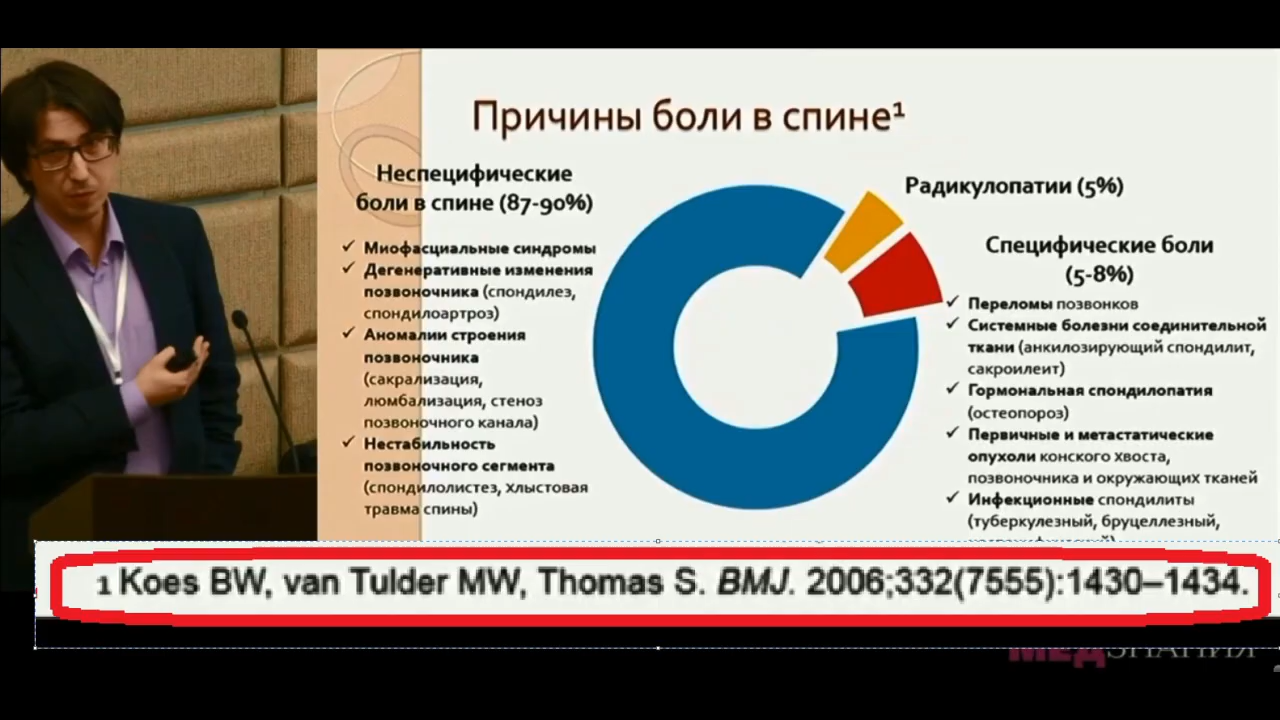 Причины боли в спине¹
Неспецифические
боли в спине (87-90%)
✓ Миофасциальные синдромы
✓ Дегенеративные изменения
позвоночника (спондилез,
спондилоартроз)
✓ Аномалии строения
позвоночника
(сакрализация,
люмбализация, стеноз
позвоночного канала)
✓ Нестабильность
позвоночного сегмента
(спондилолистез, хлыстовая
травма спины)
Радикулопатии (5%)
Специфические боли
(5-8%)
✓ Переломы позвонков
✓ Системные болезни соединительной
ткани (анкилозирующий спондилит,
сакроилеит)
✓ Гормональная спондилопатия
(остеопороз)
✓ Первичные и метастатические
опухоли конского хвоста,
позвоночника и окружающих тканей
✓ Инфекционные спондилиты
(туберкулезный, бруцеллезный,
1 Koes BW, van Tulder MW, Thomas S. BMJ. 2006;332(7555):1430–1434.
МЕДЗНАНИЯ